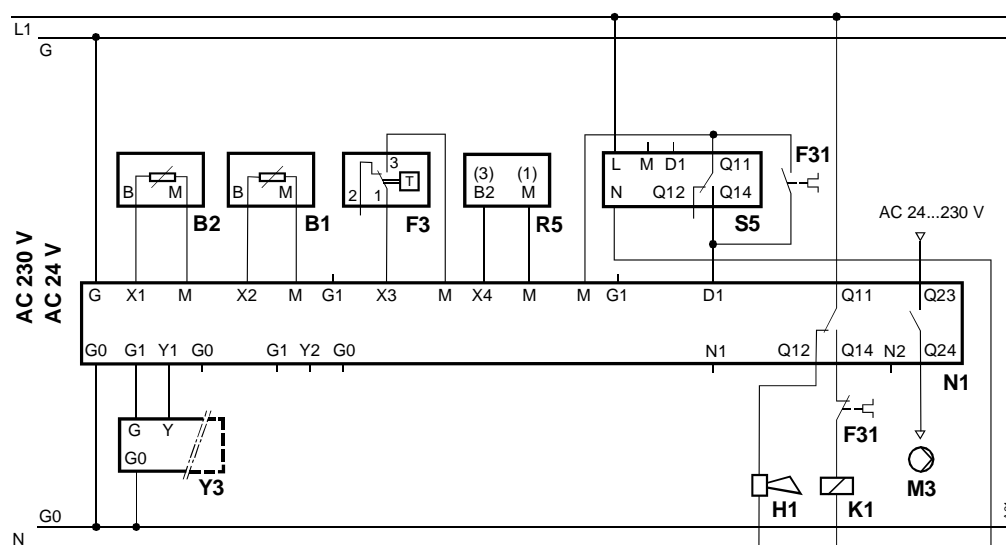 L1
G
AC 230 V
AC 24 V
B M
B2
B M
B1
3
T
2 1
F3
(3) (1)
B2 M
R5
L M D1 Q11
N Q12 Q14
S5
F31
AC 24...230 V
G X1 M X2 M G1 X3 M X4 M M G1 D1 Q11 Q23
G0 G1 Y1 G0 G1 Y2 G0 N1 Q12 Q14 N2 Q24
N1
G Y
G0
Y3
F31
H1
K1
M3
G0
N